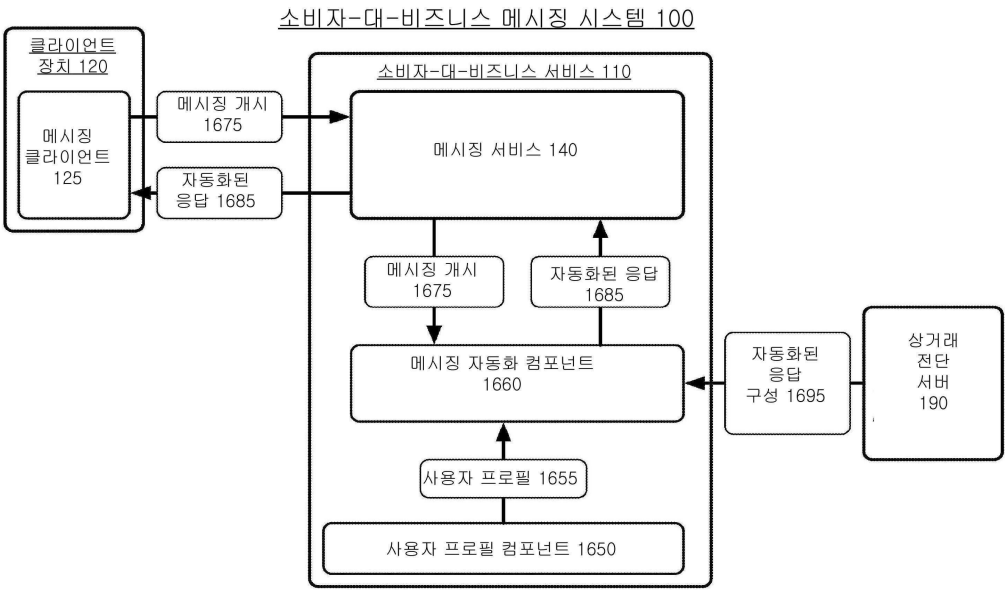 소비자-대-비즈니스 메시징 시스템 100
클라이언트
장치 120
소비자-대-비즈니스 서비스 110
메시징
클라이언트
125
메시징 개시
1675
메시징 서비스 140
자동화된
응답 1685
메시징 개시
1675
자동화된 응답
1685
메시징 자동화 컴포넌트
1660
자동화된
응답
구성 1695
상거래
전단
서버
190
사용자 프로필 1655
사용자 프로필 컴포넌트 1650